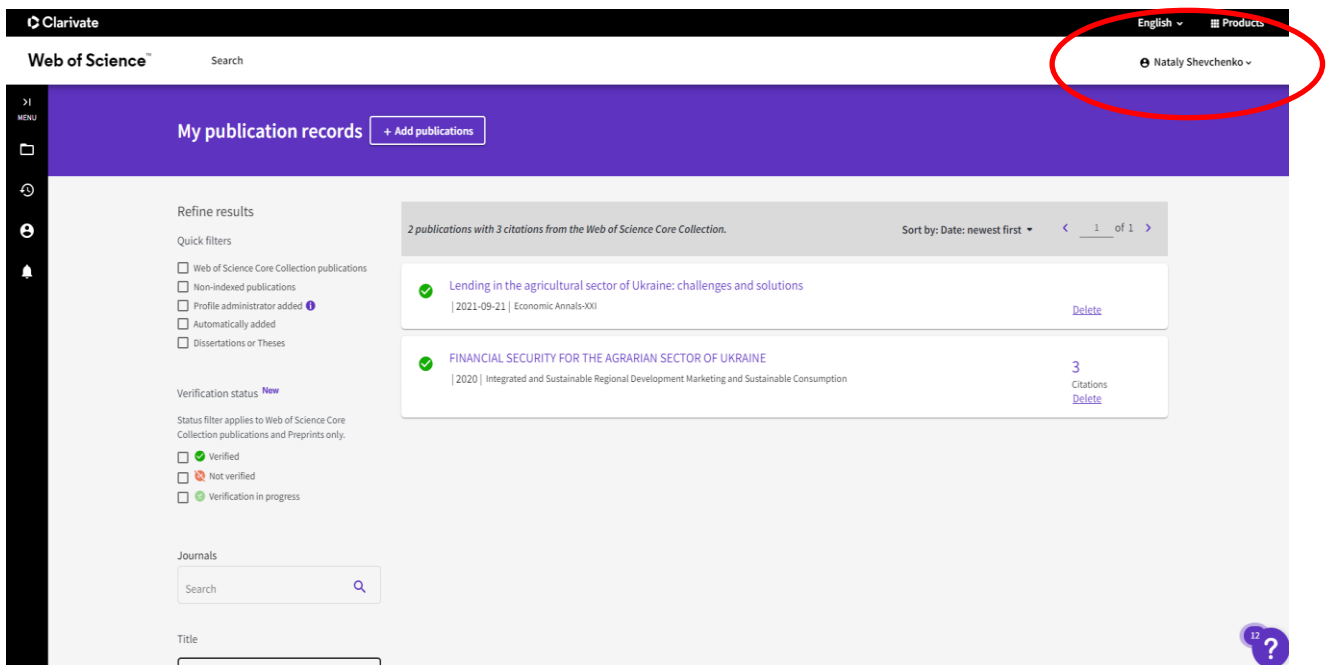 Clarivate
English
Products
Web of Science™
Search
Nataly Shevchenko
MENU
My publication records
+ Add publications
Refine results
Quick filters
Web of Science Core Collection publications
Non-indexed publications
Profile administrator added
Automatically added
Dissertations or Theses
Verification status New
Status filter applies to Web of Science Core
Collection publications and Preprints only.
Verified
Not verified
Verification in progress
Journals
Search
Title
2 publications with 3 citations from the Web of Science Core Collection.
Sort by: Date: newest first
1 of 1
Lending in the agricultural sector of Ukraine: challenges and solutions
| 2021-09-21 | Economic Annals-XXI
Delete
FINANCIAL SECURITY FOR THE AGRARIAN SECTOR OF UKRAINE
| 2020 | Integrated and Sustainable Regional Development Marketing and Sustainable Consumption
3
Citations
Delete
12
?